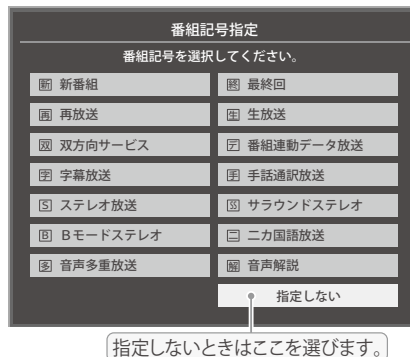 番組記号指定
番組記号を選択してください。
新 新番組
終 最終回
再 再放送
生 生放送
双 双方向サービス
デ 番組連動データ放送
字 字幕放送
手 手話通訳放送
S ステレオ放送
SS サラウンドステレオ
B Bモードステレオ
二 二カ国語放送
多 音声多重放送
解 音声解説
指定しない
指定しないときはここを選びます。